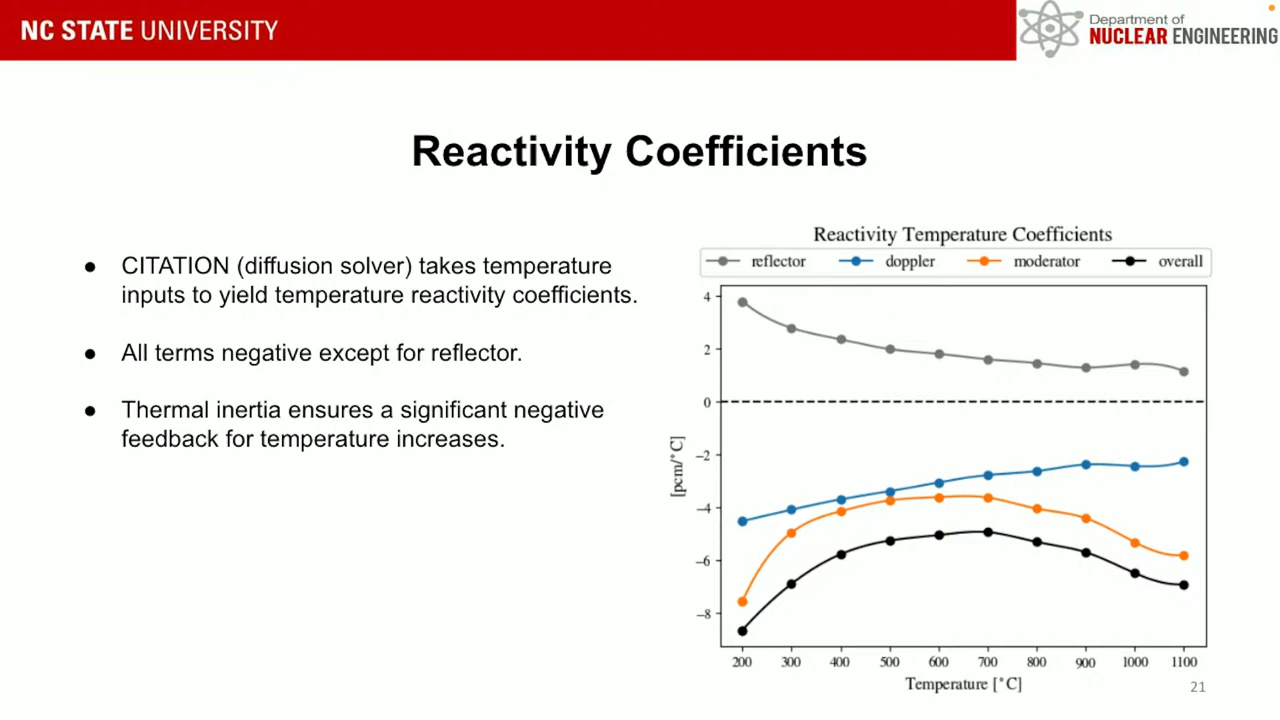 NC STATE UNIVERSITY
Department of
NUCLEAR ENGINEERING
Reactivity Coefficients
● CITATION (diffusion solver) takes temperature
inputs to yield temperature reactivity coefficients.
● All terms negative except for reflector.
● Thermal inertia ensures a significant negative
feedback for temperature increases.
Reactivity Temperature Coefficients
reflector doppler moderator overall
4
2
0
−2
−4
−6
−8
[pcm/°C]
200 300 400 500 600 700 800 900 1000 1100
Temperature [°C]
21